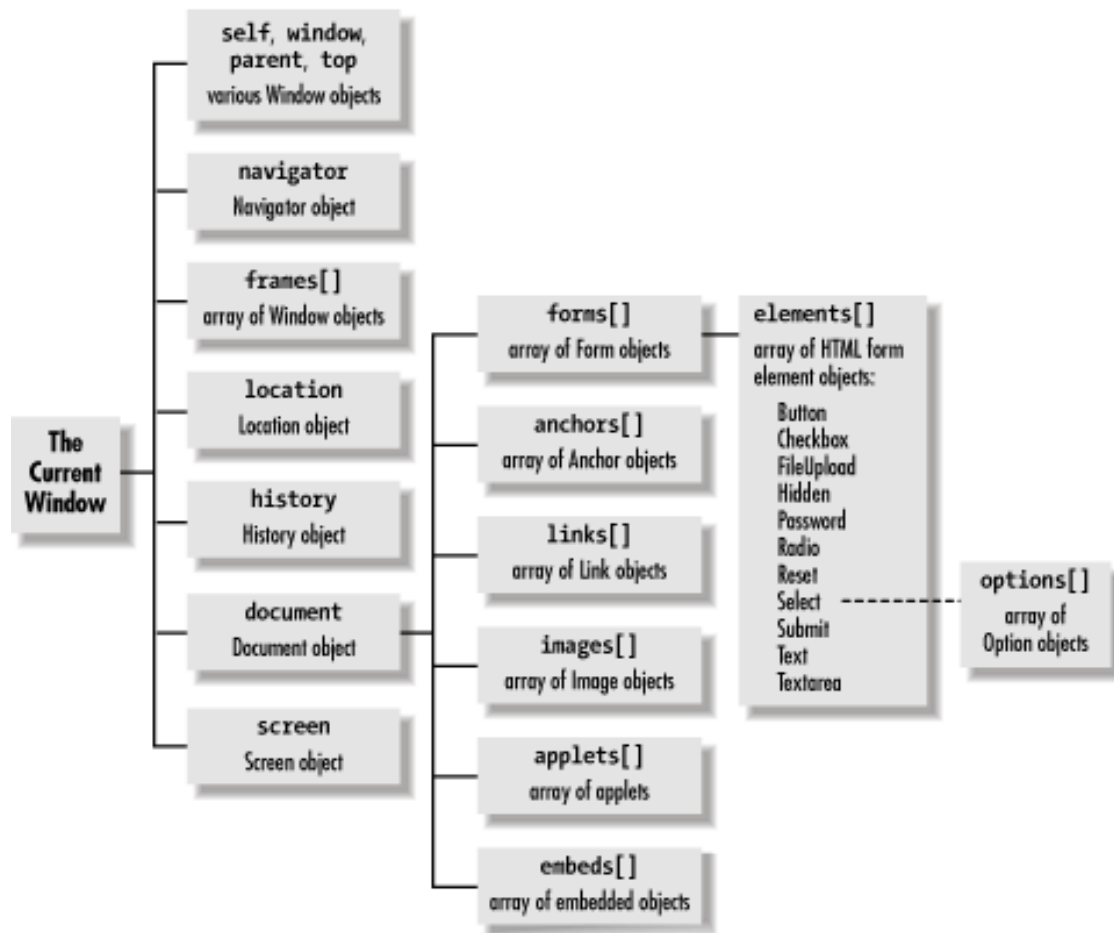 self, window,
parent, top
various Window objects
navigator
Navigator object
frames[]
array of Window objects
location
Location object
The
Current
Window
history
History object
document
Document object
screen
Screen object
forms[]
array of Form objects
anchors[]
array of Anchor objects
links[]
array of Link objects
images[]
array of Image objects
applets[]
array of applets
embeds[]
array of embedded objects
elements[]
array of HTML form
element objects:
Button
Checkbox
FileUpload
Hidden
Password
Radio
Reset
Select
Submit
Text
Textarea
options[]
array of
Option objects